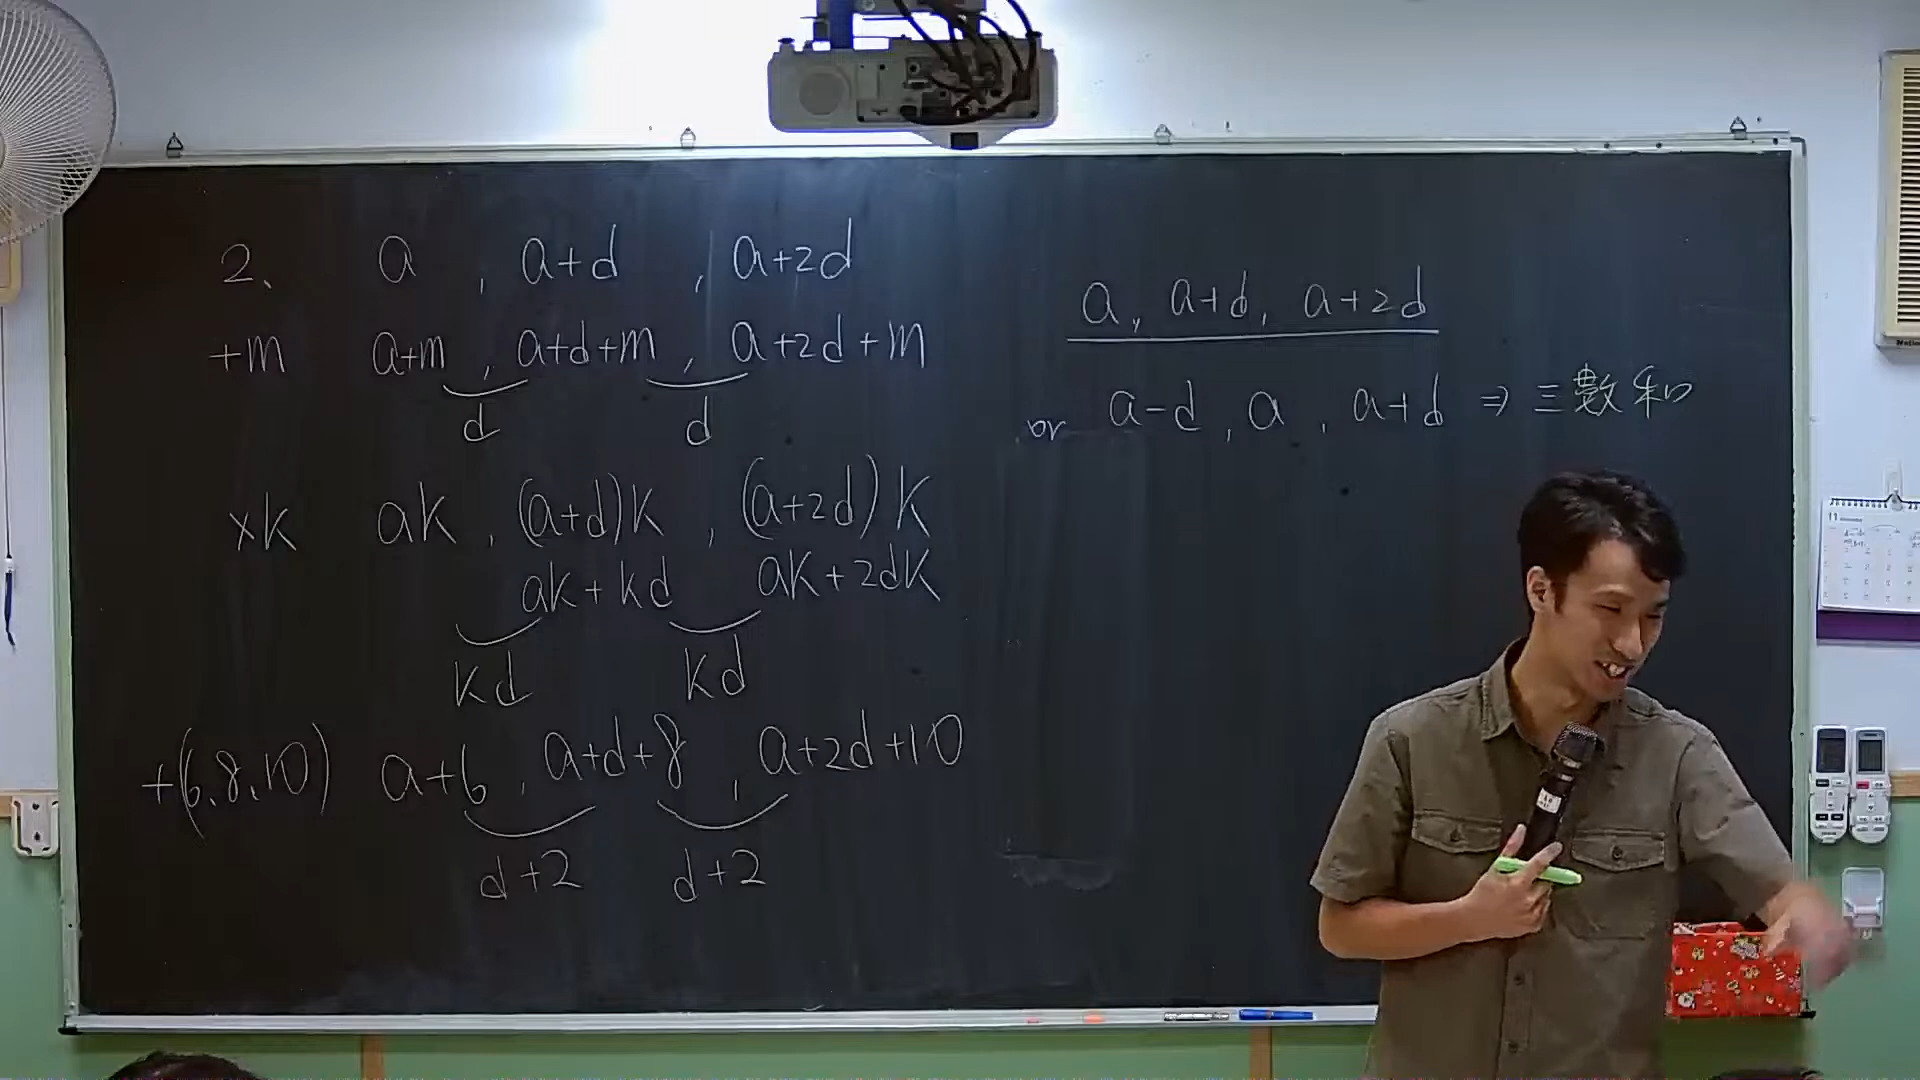 2、 a , a+d , a+2d
+m a+m , a+d+m , a+2d+m
d d
×k ak , (a+d)k , (a+2d)k
ak+kd ak+2dk
kd kd
+(6,8,10) a+6 , a+d+8 , a+2d+10
d+2 d+2
a, a+d, a+2d
or a-d , a , a+d ⇒ 三數和
11